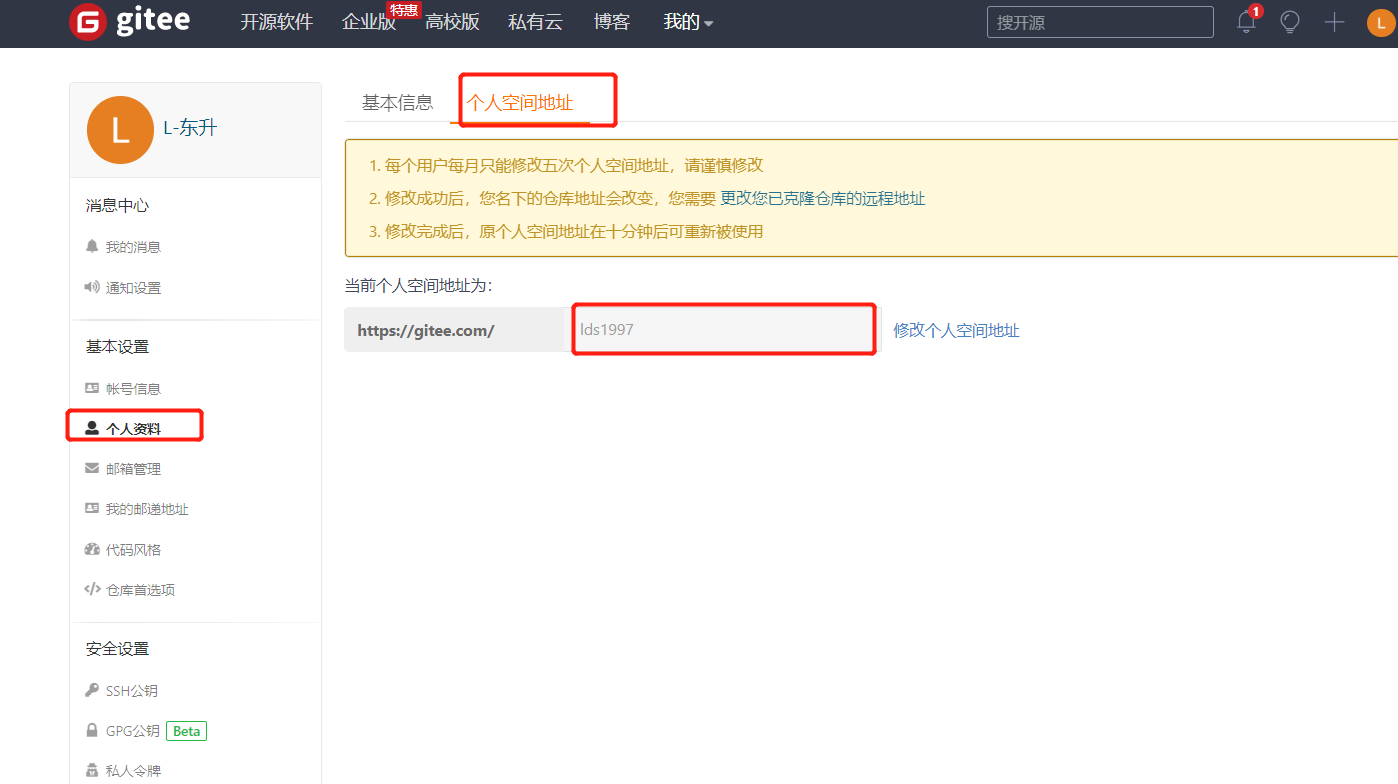 gitee 开源软件 企业版 特惠 高校版 私有云 博客 我的 搜开源 1 L
L L-东升
消息中心
我的消息
通知设置
基本设置
帐号信息
个人资料
邮箱管理
我的邮递地址
代码风格
仓库首选项
安全设置
SSH公钥
GPG公钥 Beta
私人令牌
基本信息 个人空间地址
1. 每个用户每月只能修改五次个人空间地址，请谨慎修改
2. 修改成功后，您名下的仓库地址会改变，您需要 更改您已克隆仓库的远程地址
3. 修改完成后，原个人空间地址在十分钟后可重新被使用
当前个人空间地址为：
https://gitee.com/ lds1997 修改个人空间地址